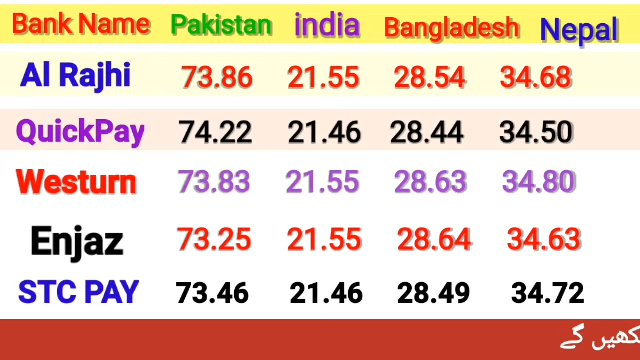 Bank Name Pakistan india Bangladesh Nepal
Al Rajhi 73.86 21.55 28.54 34.68
QuickPay 74.22 21.46 28.44 34.50
Westurn 73.83 21.55 28.63 34.80
Enjaz 73.25 21.55 28.64 34.63
STC PAY 73.46 21.46 28.49 34.72
گے